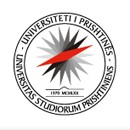 UNIVERSITETI I PRISHTINËS
UNIVERSITAS STUDIORUM PRISHTINIENSIS
1970 MCMLXX